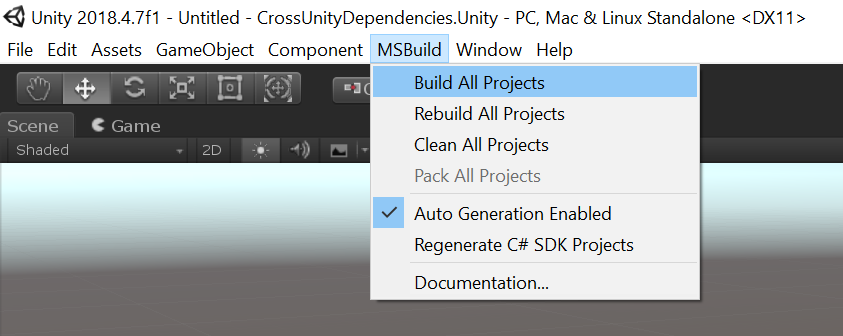 Unity 2018.4.7f1 - Untitled - CrossUnityDependencies.Unity - PC, Mac & Linux Standalone <DX11>
File Edit Assets GameObject Component MSBuild Window Help
Build All Projects
Rebuild All Projects
Clean All Projects
Pack All Projects
Auto Generation Enabled
Regenerate C# SDK Projects
Documentation...
Scene Game
Shaded 2D